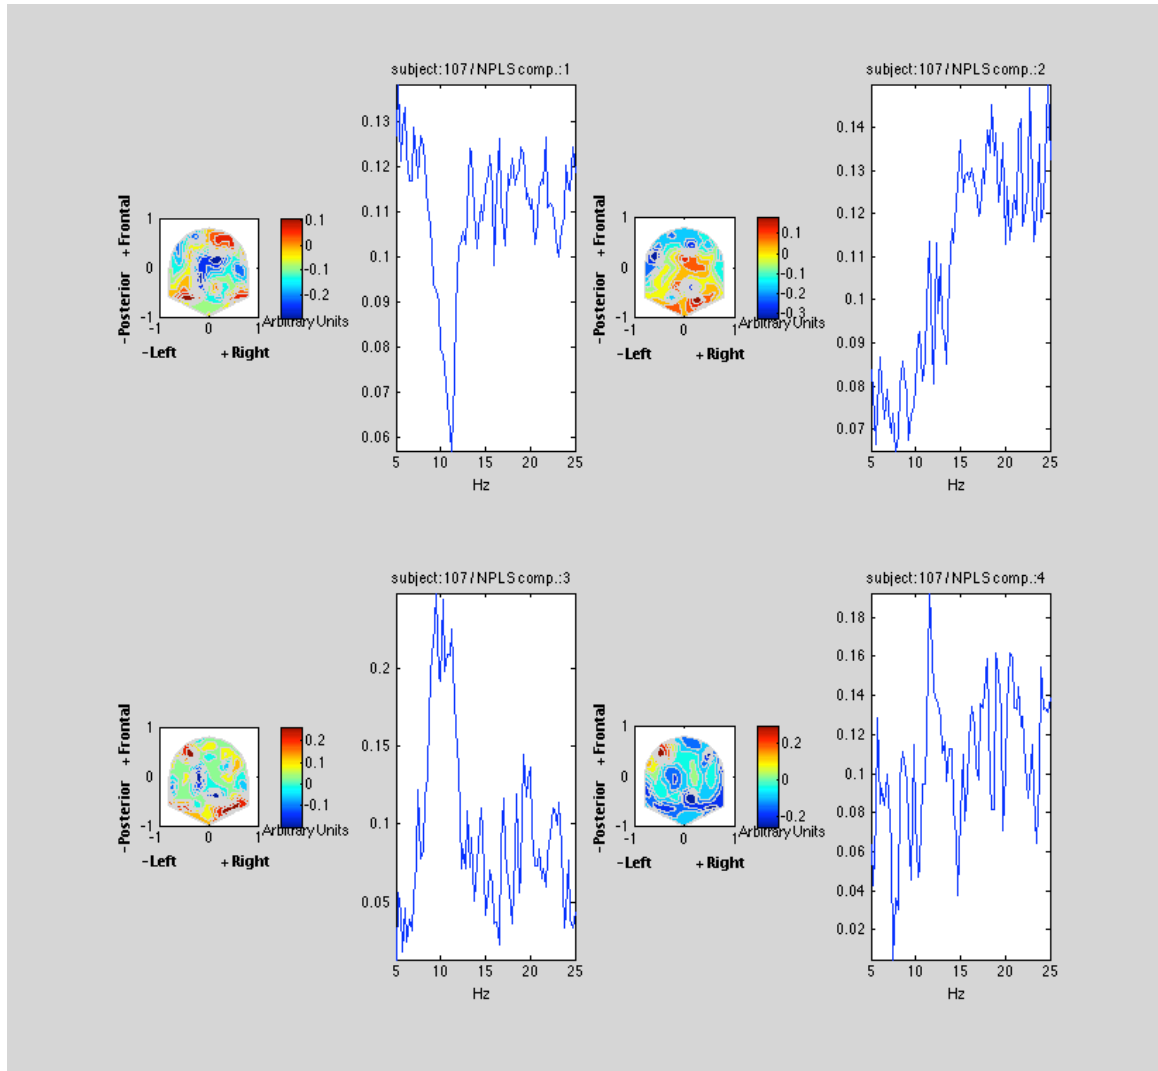 subject:107 / NPLS comp.:1
0.13
0.12
0.11
0.1
0.09
0.08
0.07
0.06
5 10 15 20 25
Hz
+ Frontal
-Posterior
1
0
-1
-1 0 1
-Left + Right
0.1
0
-0.1
-0.2
Arbitrary Units
subject:107 / NPLS comp.:2
0.14
0.13
0.12
0.11
0.1
0.09
0.08
0.07
5 10 15 20 25
Hz
+ Frontal
-Posterior
1
0
-1
-1 0 1
-Left + Right
0.1
0
-0.1
-0.2
-0.3
Arbitrary Units
subject:107 / NPLS comp.:3
0.2
0.15
0.1
0.05
5 10 15 20 25
Hz
+ Frontal
-Posterior
1
0
-1
-1 0 1
-Left + Right
0.2
0.1
0
-0.1
Arbitrary Units
subject:107 / NPLS comp.:4
0.18
0.16
0.14
0.12
0.1
0.08
0.06
0.04
0.02
5 10 15 20 25
Hz
+ Frontal
-Posterior
1
0
-1
-1 0 1
-Left + Right
0.2
0
-0.2
Arbitrary Units